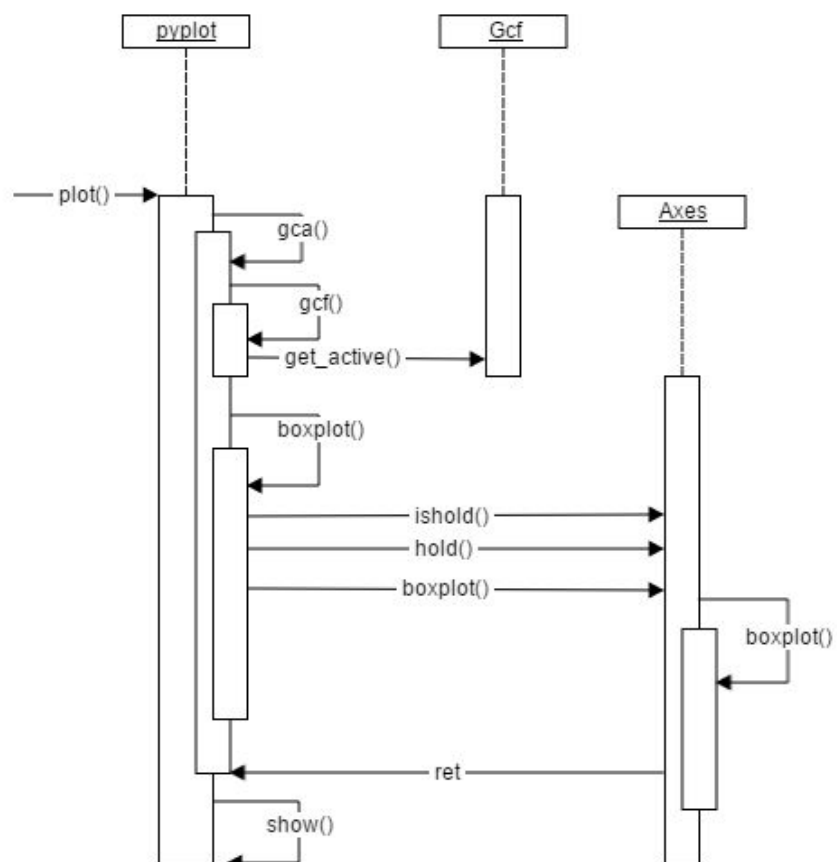 pyplot
Gcf
plot()
Axes
gca()
gcf()
get_active()
boxplot()
ishold()
hold()
boxplot()
boxplot()
ret
show()